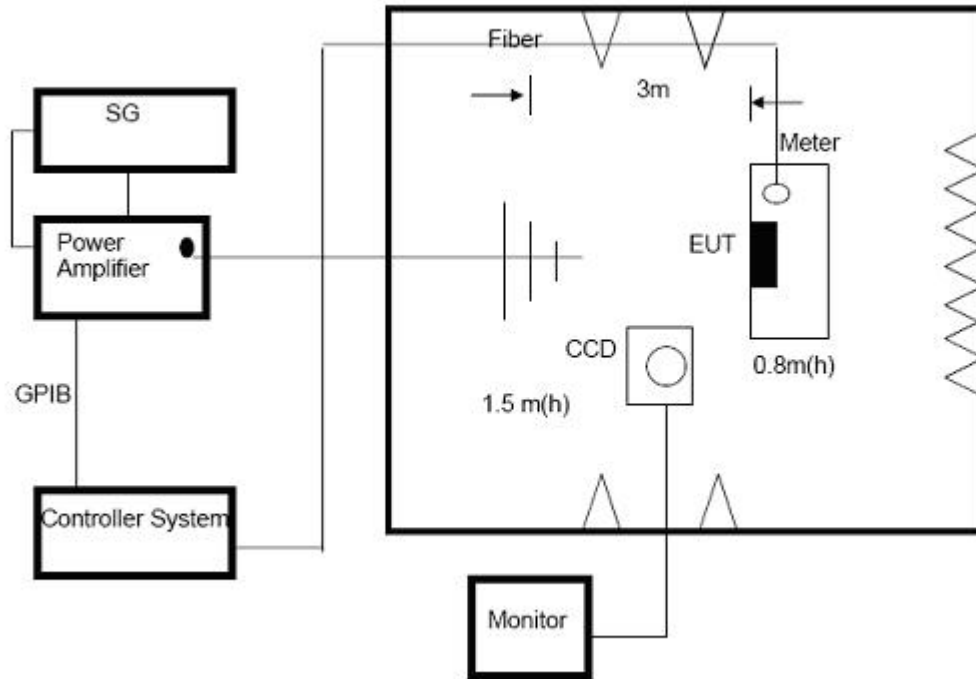 Fiber
3m
SG
Meter
Power
Amplifier
EUT
CCD
0.8m(h)
GPIB
1.5 m(h)
Controller System
Monitor